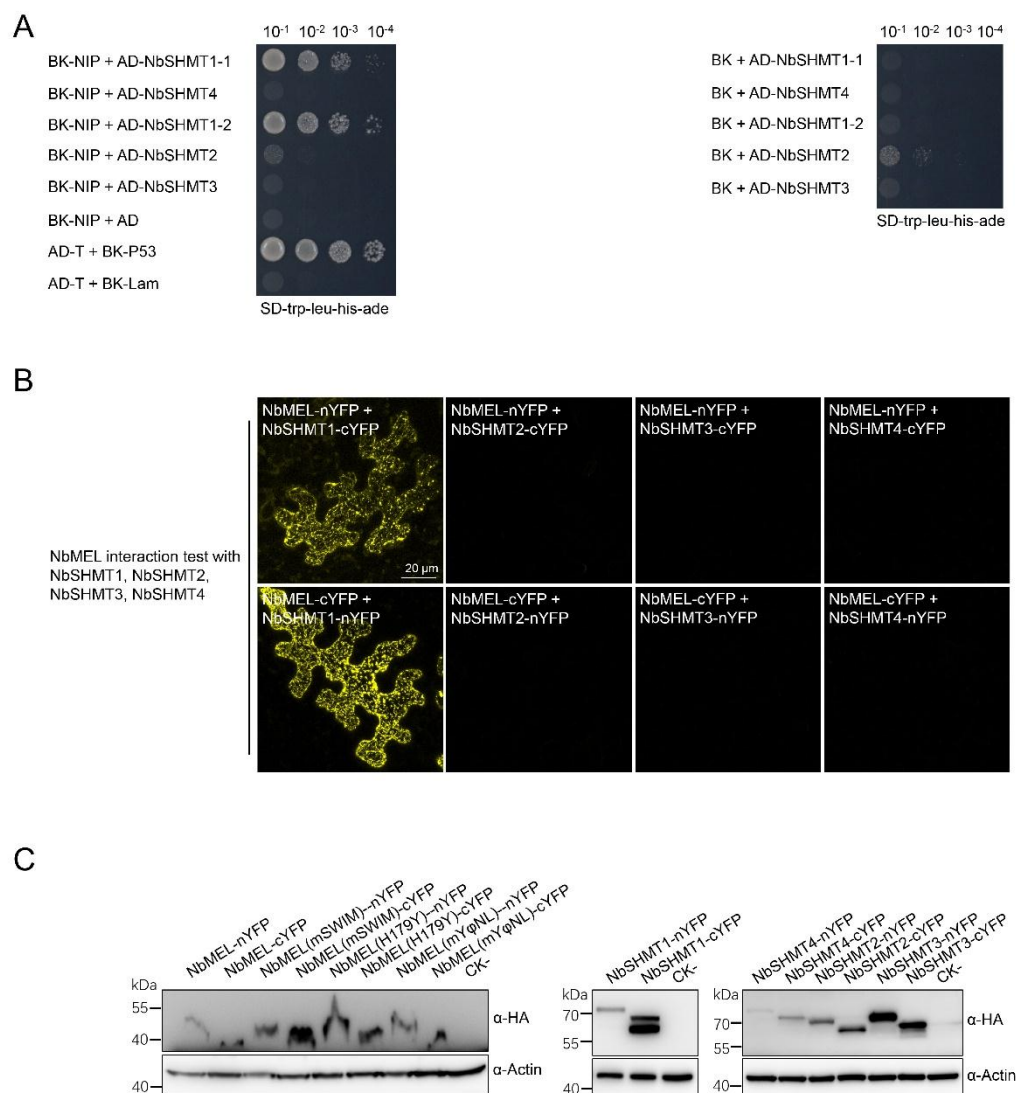 A
10⁻¹ 10⁻² 10⁻³ 10⁻⁴
BK-NIP + AD-NbSHMT1-1
BK-NIP + AD-NbSHMT4
BK-NIP + AD-NbSHMT1-2
BK-NIP + AD-NbSHMT2
BK-NIP + AD-NbSHMT3
BK-NIP + AD
AD-T + BK-P53
AD-T + BK-Lam
SD-trp-leu-his-ade
10⁻¹ 10⁻² 10⁻³ 10⁻⁴
BK + AD-NbSHMT1-1
BK + AD-NbSHMT4
BK + AD-NbSHMT1-2
BK + AD-NbSHMT2
BK + AD-NbSHMT3
SD-trp-leu-his-ade
B
NbMEL interaction test with
NbSHMT1, NbSHMT2,
NbSHMT3, NbSHMT4
NbMEL-nYFP +
NbSHMT1-cYFP
20 µm
NbMEL-nYFP +
NbSHMT2-cYFP
NbMEL-nYFP +
NbSHMT3-cYFP
NbMEL-nYFP +
NbSHMT4-cYFP
NbMEL-cYFP +
NbSHMT1-nYFP
NbMEL-cYFP +
NbSHMT2-nYFP
NbMEL-cYFP +
NbSHMT3-nYFP
NbMEL-cYFP +
NbSHMT4-nYFP
C
NbMEL-nYFP
NbMEL-cYFP
NbMEL(mSWIM)--nYFP
NbMEL(mSWIM)-cYFP
NbMEL(H179Y)--nYFP
NbMEL(H179Y)-cYFP
NbMEL(mYφNL)--nYFP
NbMEL(mYφNL)-cYFP
CK-
kDa
55
40
α-HA
40
α-Actin
NbSHMT1-nYFP
NbSHMT1-cYFP
CK-
kDa
70
55
40
NbSHMT4-nYFP
NbSHMT4-cYFP
NbSHMT2-nYFP
NbSHMT2-cYFP
NbSHMT3-nYFP
NbSHMT3-cYFP
CK-
kDa
70
55
α-HA
40
α-Actin